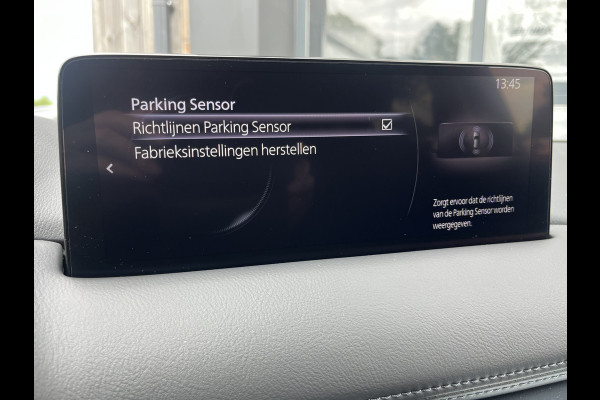 13:45
Parking Sensor
Richtlijnen Parking Sensor
Fabrieksinstellingen herstellen
Zorgt ervoor dat de richtlijnen
van de Parking Sensor worden
weergegeven.